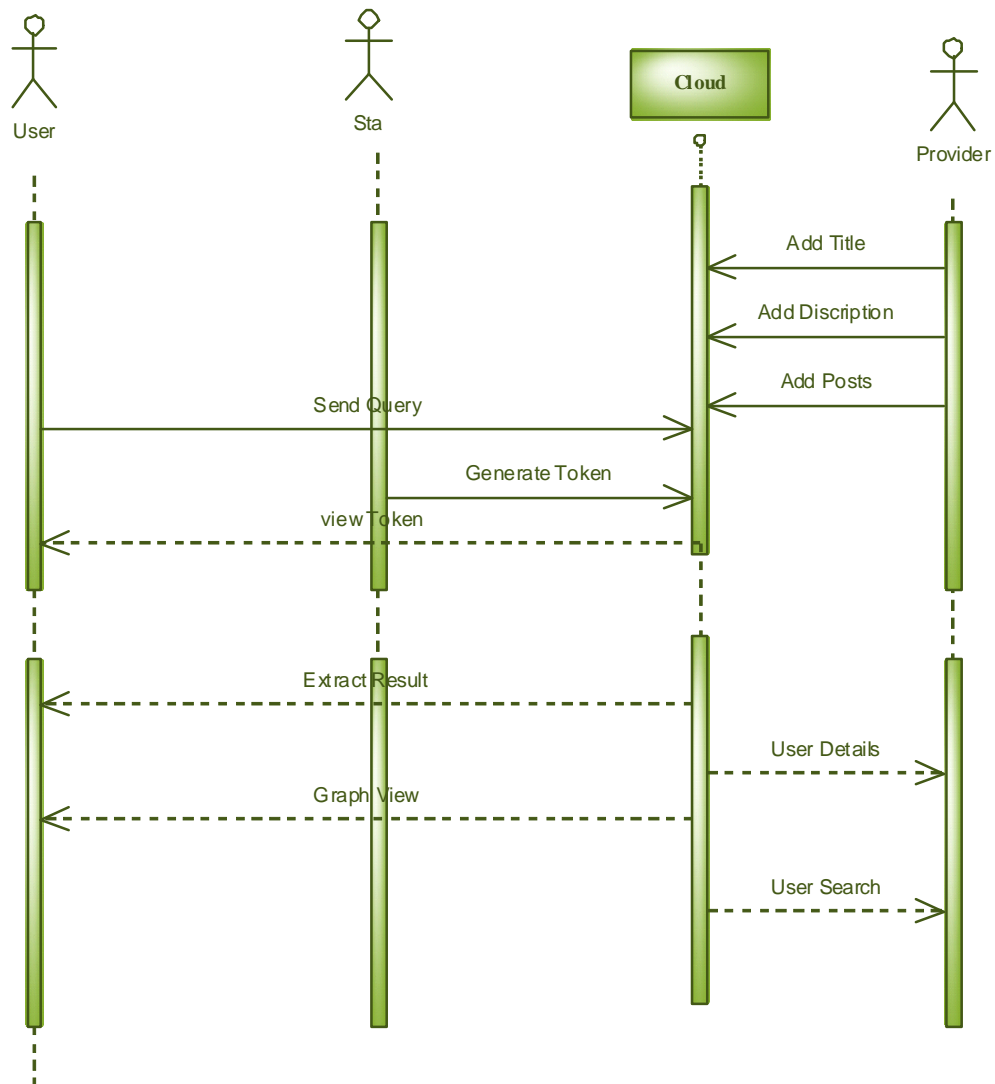 User
Sta
Cloud
Provider
Add Title
Add Discription
Add Posts
Send Query
Generate Token
view Token
Extract Result
User Details
Graph View
User Search